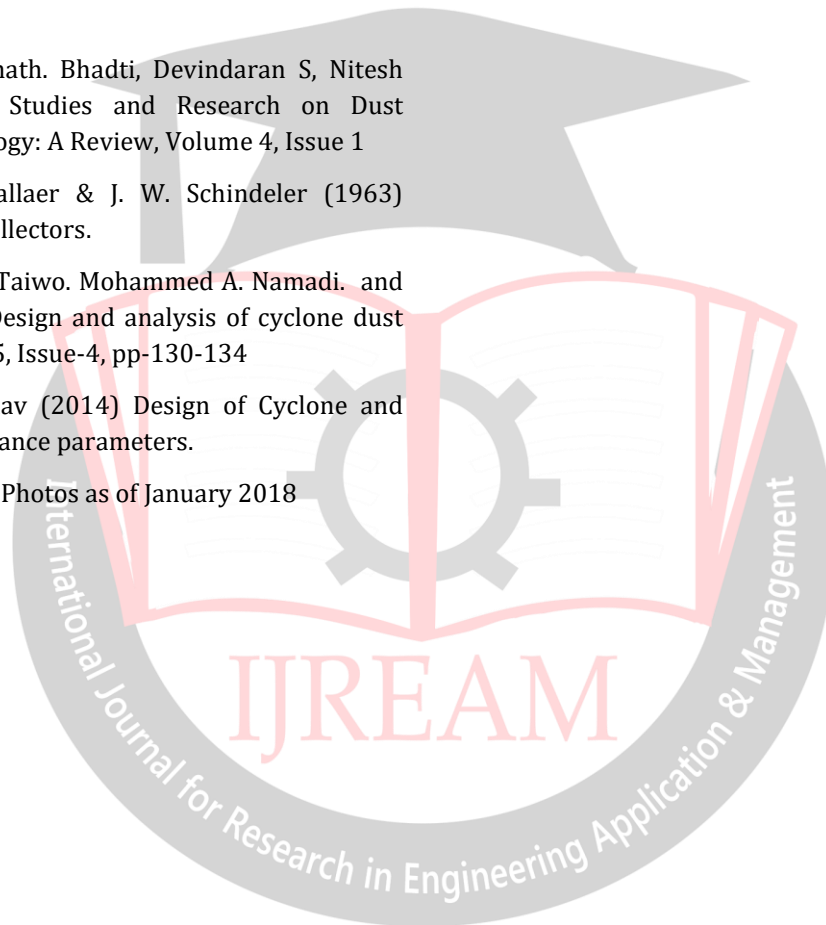 nath. Bhadti, Devindaran S, Nitesh
Studies and Research on Dust
ogy: A Review, Volume 4, Issue 1
allaer & J. W. Schindeler (1963)
llectors.
Taiwo. Mohammed A. Namadi. and
Design and analysis of cyclone dust
5, Issue-4, pp-130-134
av (2014) Design of Cyclone and
ance parameters.
Photos as of January 2018
IJREAM
International Journal for Research in Engineering Application & Management